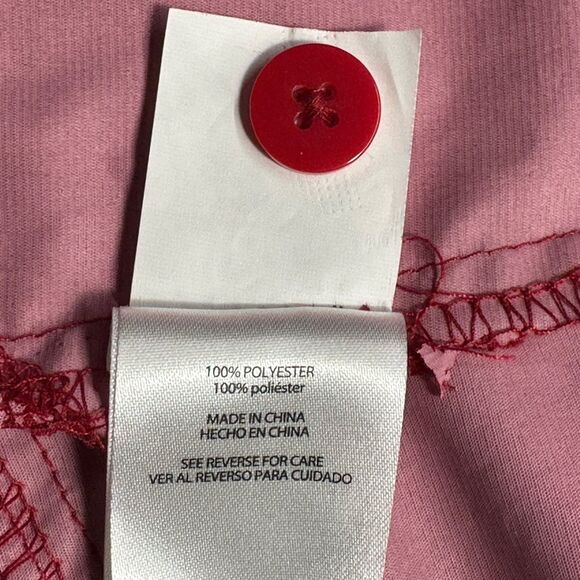 100% POLYESTER
100% poliéster
MADE IN CHINA
HECHO EN CHINA
SEE REVERSE FOR CARE
VER AL REVERSO PARA CUIDADO